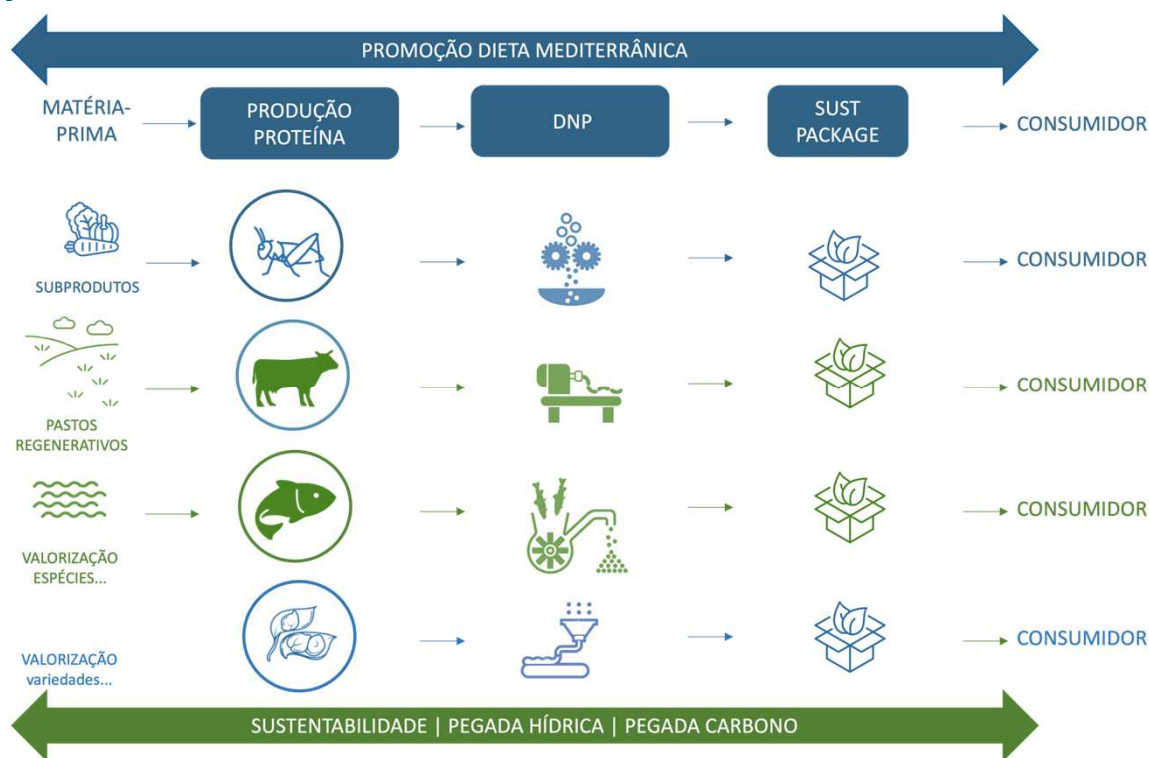 PROMOÇÃO DIETA MEDITERRÂNICA
MATÉRIA-
PRIMA
PRODUÇÃO
PROTEÍNA
DNP
SUST
PACKAGE
CONSUMIDOR
SUBPRODUTOS
CONSUMIDOR
PASTOS
REGENERATIVOS
CONSUMIDOR
VALORIZAÇÃO
ESPÉCIES...
CONSUMIDOR
VALORIZAÇÃO
variedades...
CONSUMIDOR
SUSTENTABILIDADE | PEGADA HÍDRICA | PEGADA CARBONO